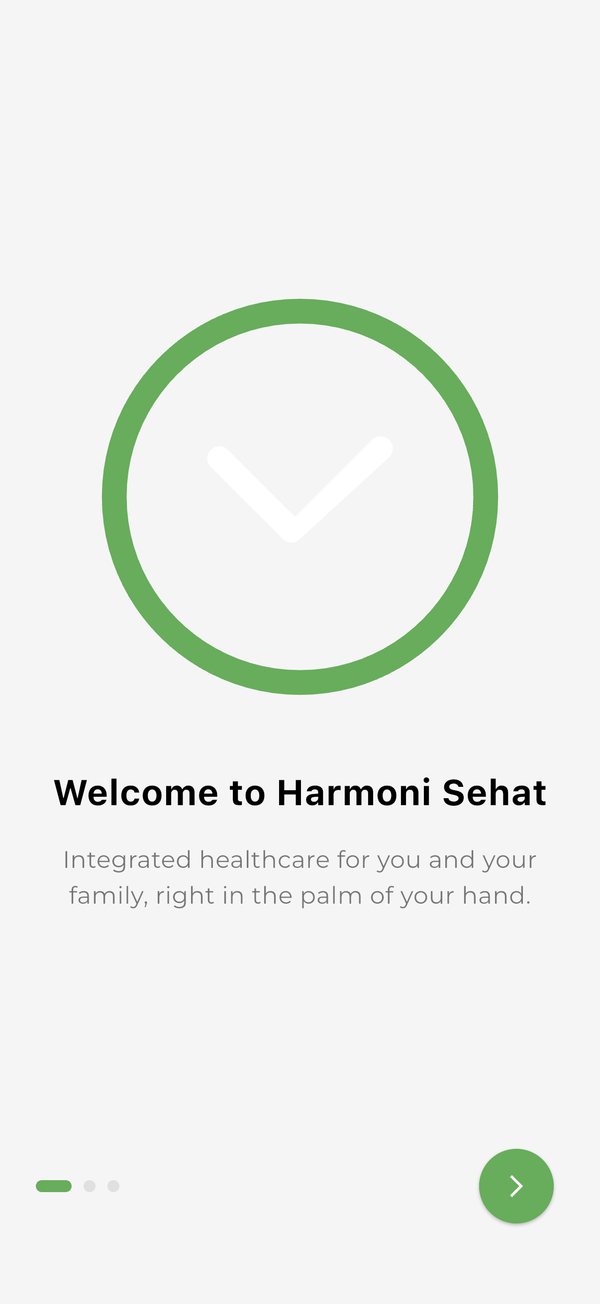 Welcome to Harmoni Sehat
Integrated healthcare for you and your
family, right in the palm of your hand.